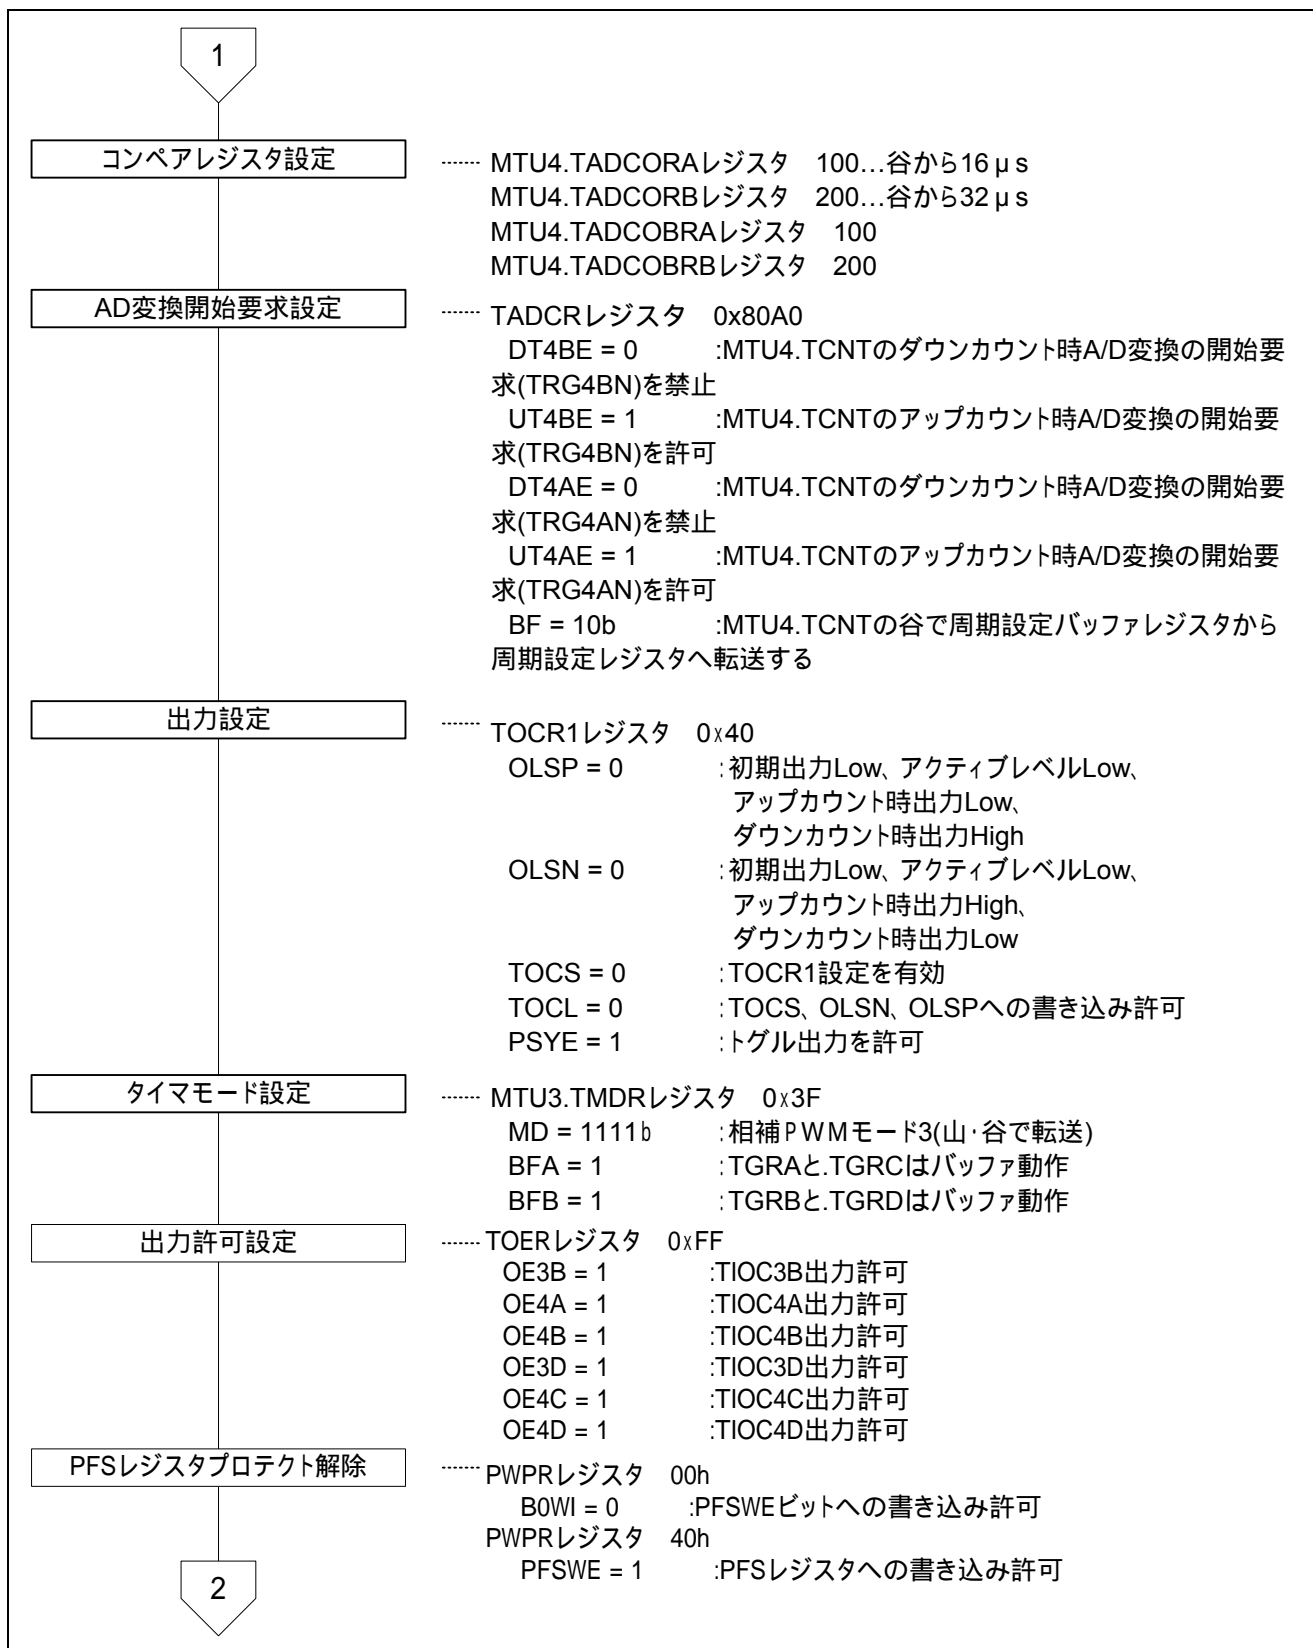 1
コンペアレジスタ設定
MTU4.TADCORAレジスタ 100…谷から16μs
MTU4.TADCORBレジスタ 200…谷から32μs
MTU4.TADCOBRAレジスタ 100
MTU4.TADCOBRBレジスタ 200
AD変換開始要求設定
TADCRレジスタ 0x80A0
DT4BE = 0 :MTU4.TCNTのダウンカウント時A/D変換の開始要
求(TRG4BN)を禁止
UT4BE = 1 :MTU4.TCNTのアップカウント時A/D変換の開始要
求(TRG4BN)を許可
DT4AE = 0 :MTU4.TCNTのダウンカウント時A/D変換の開始要
求(TRG4AN)を禁止
UT4AE = 1 :MTU4.TCNTのアップカウント時A/D変換の開始要
求(TRG4AN)を許可
BF = 10b :MTU4.TCNTの谷で周期設定バッファレジスタから
周期設定レジスタへ転送する
出力設定
TOCR1レジスタ 0x40
OLSP = 0 :初期出力Low、アクティブレベルLow、
アップカウント時出力Low、
ダウンカウント時出力High
OLSN = 0 :初期出力Low、アクティブレベルLow、
アップカウント時出力High、
ダウンカウント時出力Low
TOCS = 0 :TOCR1設定を有効
TOCL = 0 :TOCS、OLSN、OLSPへの書き込み許可
PSYE = 1 :トグル出力を許可
タイマモード設定
MTU3.TMDRレジスタ 0x3F
MD = 1111b :相補PWMモード3(山・谷で転送)
BFA = 1 :TGRAと.TGRCはバッファ動作
BFB = 1 :TGRBと.TGRDはバッファ動作
出力許可設定
TOERレジスタ 0xFF
OE3B = 1 :TIOC3B出力許可
OE4A = 1 :TIOC4A出力許可
OE4B = 1 :TIOC4B出力許可
OE3D = 1 :TIOC3D出力許可
OE4C = 1 :TIOC4C出力許可
OE4D = 1 :TIOC4D出力許可
PFSレジスタプロテクト解除
PWPRレジスタ 00h
B0WI = 0 :PFSWEビットへの書き込み許可
PWPRレジスタ 40h
PFSWE = 1 :PFSレジスタへの書き込み許可
2